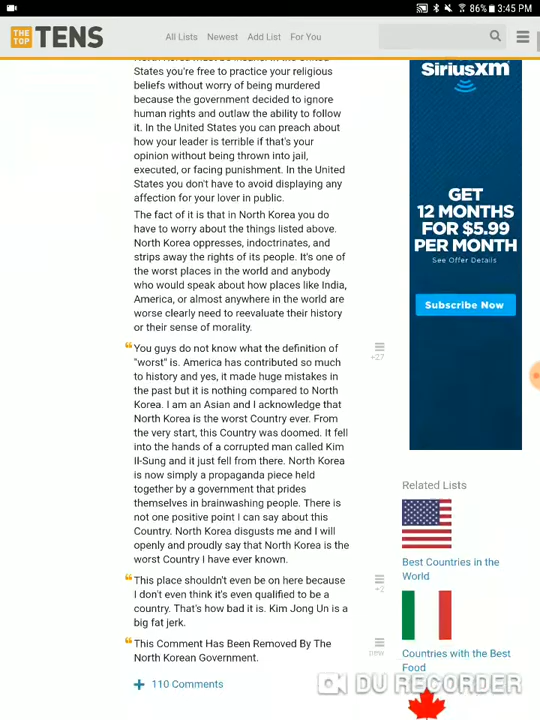 86% 3:45 PM
THE TOP TENS
All Lists Newest Add List For You
States you're free to practice your religious
beliefs without worry of being murdered
because the government decided to ignore
human rights and outlaw the ability to follow
it. In the United States you can preach about
how your leader is terrible if that's your
opinion without being thrown into jail,
executed, or facing punishment. In the United
States you don't have to avoid displaying any
affection for your lover in public.
The fact of it is that in North Korea you do
have to worry about the things listed above.
North Korea oppresses, indoctrinates, and
strips away the rights of its people. It's one of
the worst places in the world and anybody
who would speak about how places like India,
America, or almost anywhere in the world are
worse clearly need to reevaluate their history
or their sense of morality.
You guys do not know what the definition of
"worst" is. America has contributed so much
to history and yes, it made huge mistakes in
the past but it is nothing compared to North
Korea. I am an Asian and I acknowledge that
North Korea is the worst Country ever. From
the very start, this Country was doomed. It fell
into the hands of a corrupted man called Kim
Il-Sung and it just fell from there. North Korea
is now simply a propaganda piece held
together by a government that prides
themselves in brainwashing people. There is
not one positive point I can say about this
Country. North Korea disgusts me and I will
openly and proudly say that North Korea is the
worst Country I have ever known.
+27
This place shouldn't even be on here because
I don't even think it's even qualified to be a
country. That's how bad it is. Kim Jong Un is a
big fat jerk.
+2
This Comment Has Been Removed By The
North Korean Government.
new
+ 110 Comments
SiriusXM
GET
12 MONTHS
FOR $5.99
PER MONTH
See Offer Details
Subscribe Now
Related Lists
Best Countries in the
World
Countries with the Best
Food
DU RECORDER